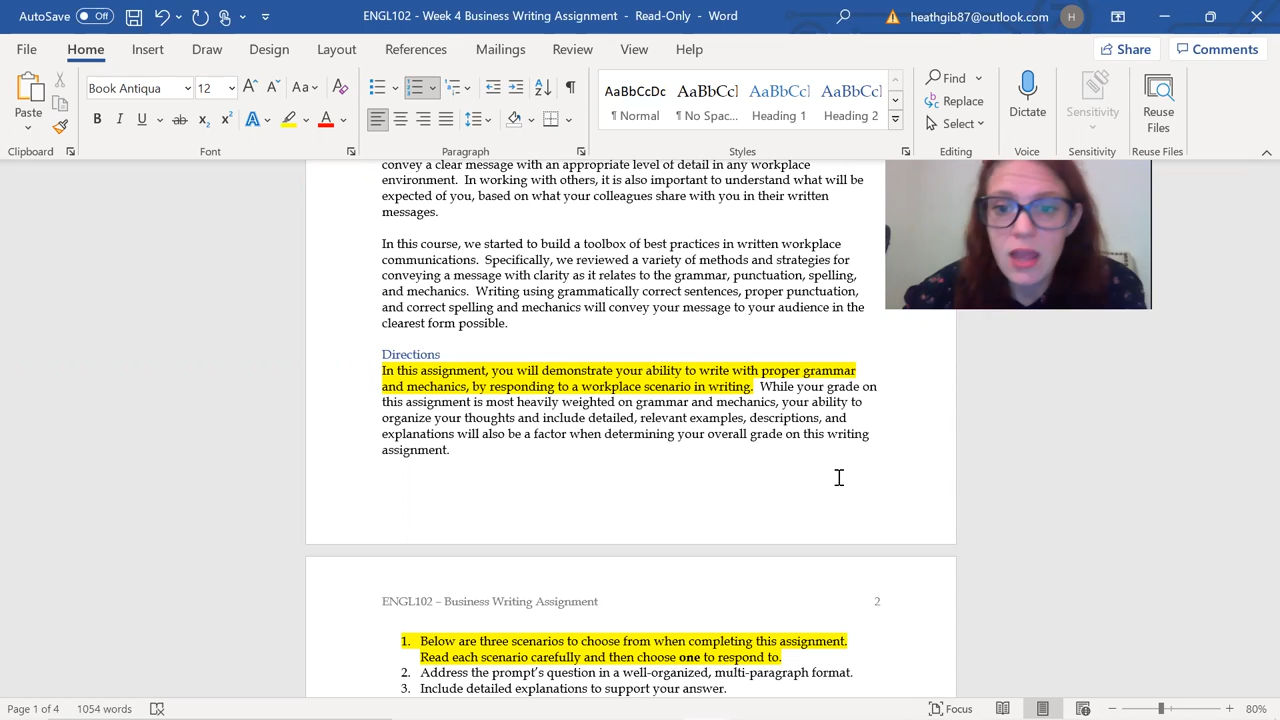 AutoSave Off ENGL102 - Week 4 Business Writing Assignment - Read-Only - Word heathgib87@outlook.com H
File Home Insert Draw Design Layout References Mailings Review View Help Share Comments
Book Antiqua 12 Aa
Paste
B I U ab x₂ x² A A
Clipboard Font Paragraph Styles Editing Voice Sensitivity Reuse Files
AaBbCcDc AaBbCcI AaBbCcI AaBbCcI
¶ Normal ¶ No Spac... Heading 1 Heading 2
Find
Replace
Select
Dictate
Sensitivity
Reuse
Files
convey a clear message with an appropriate level of detail in any workplace
environment. In working with others, it is also important to understand what will be
expected of you, based on what your colleagues share with you in their written
messages.
In this course, we started to build a toolbox of best practices in written workplace
communications. Specifically, we reviewed a variety of methods and strategies for
conveying a message with clarity as it relates to the grammar, punctuation, spelling,
and mechanics. Writing using grammatically correct sentences, proper punctuation,
and correct spelling and mechanics will convey your message to your audience in the
clearest form possible.
Directions
In this assignment, you will demonstrate your ability to write with proper grammar
and mechanics, by responding to a workplace scenario in writing. While your grade on
this assignment is most heavily weighted on grammar and mechanics, your ability to
organize your thoughts and include detailed, relevant examples, descriptions, and
explanations will also be a factor when determining your overall grade on this writing
assignment.
ENGL102 – Business Writing Assignment 2
1. Below are three scenarios to choose from when completing this assignment.
Read each scenario carefully and then choose one to respond to.
2. Address the prompt's question in a well-organized, multi-paragraph format.
3. Include detailed explanations to support your answer.
Page 1 of 4 1054 words Focus 80%